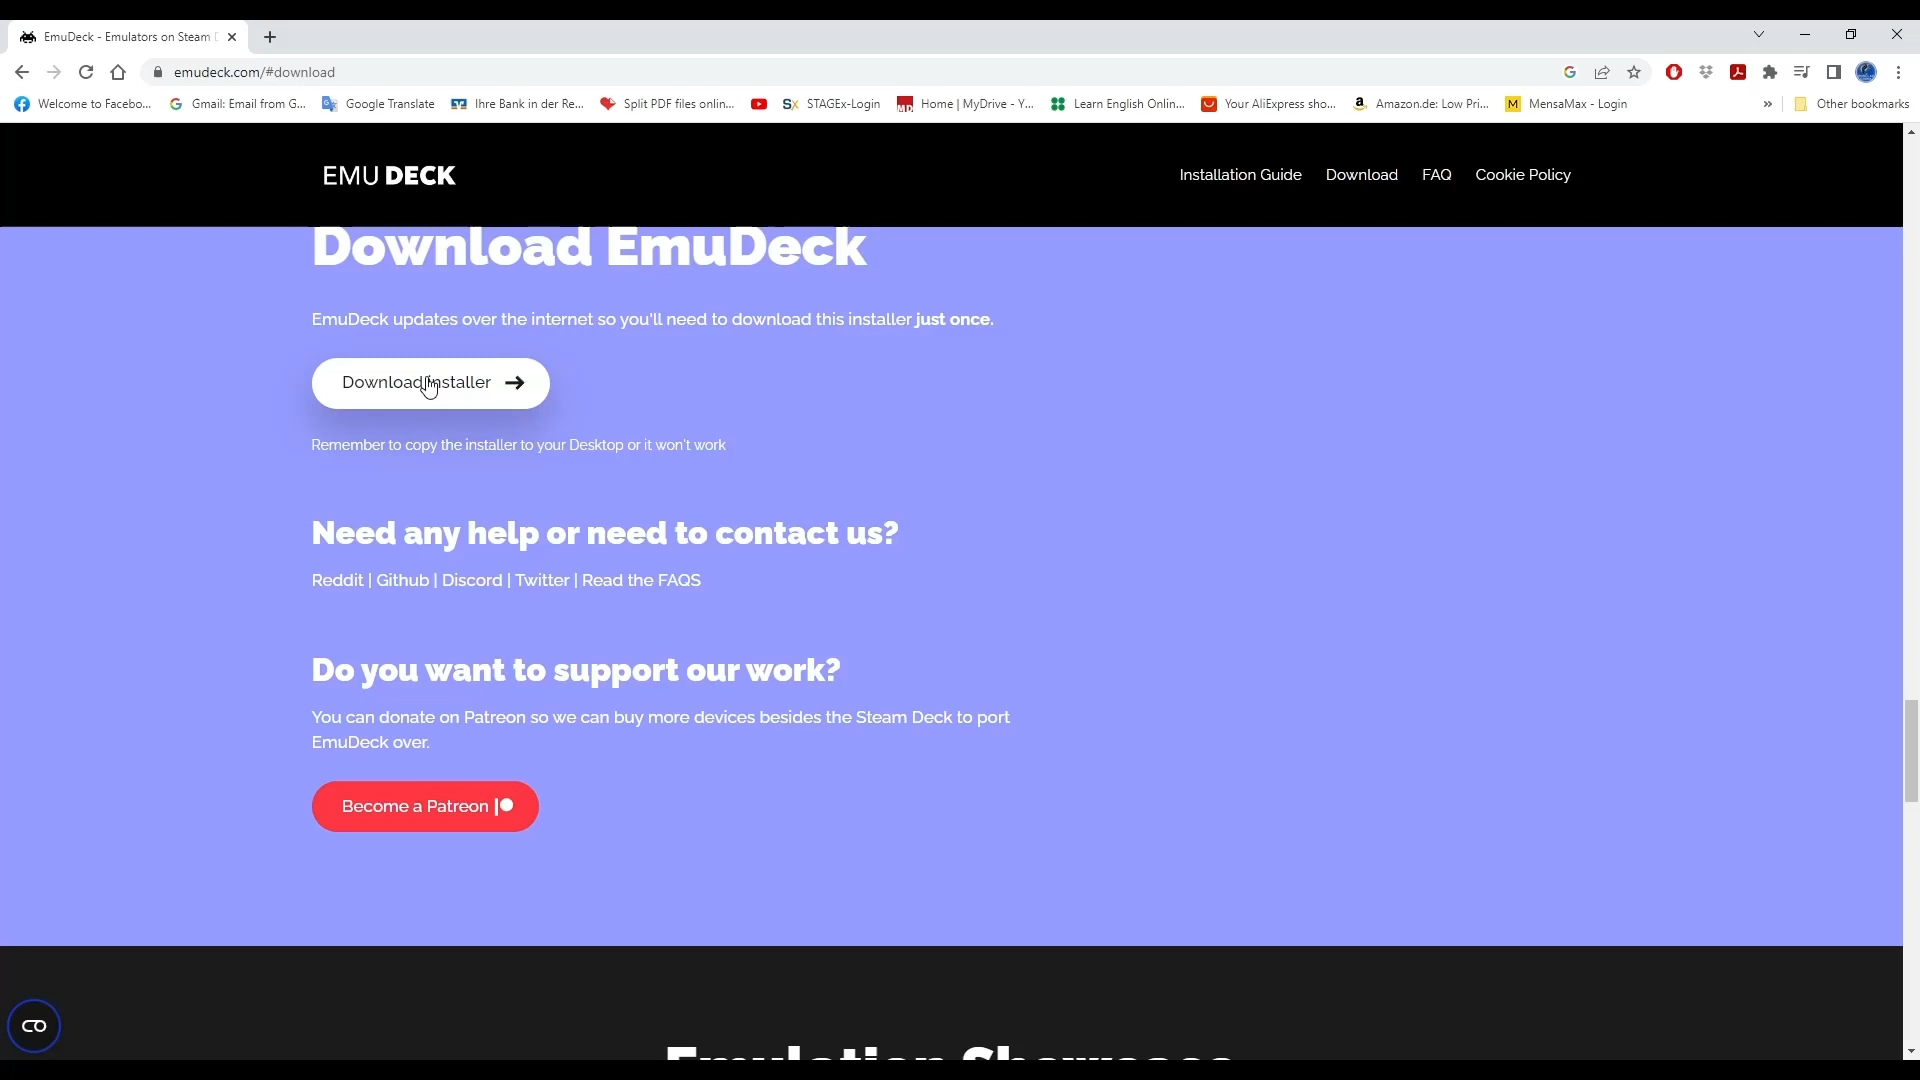 EmuDeck - Emulators on Steam
emudeck.com/#download
Welcome to Facebo... Gmail: Email from G... Google Translate Ihre Bank in der Re... Split PDF files onlin... STAGEx-Login Home | MyDrive - Y... Learn English Onlin... Your AliExpress sho... Amazon.de: Low Pri... MensaMax - Login » Other bookmarks
EMU DECK
Installation Guide Download FAQ Cookie Policy
Download EmuDeck
EmuDeck updates over the internet so you'll need to download this installer just once.
Download Installer
Remember to copy the installer to your Desktop or it won't work
Need any help or need to contact us?
Reddit | Github | Discord | Twitter | Read the FAQS
Do you want to support our work?
You can donate on Patreon so we can buy more devices besides the Steam Deck to port
EmuDeck over.
Become a Patreon
Emulation Showcase